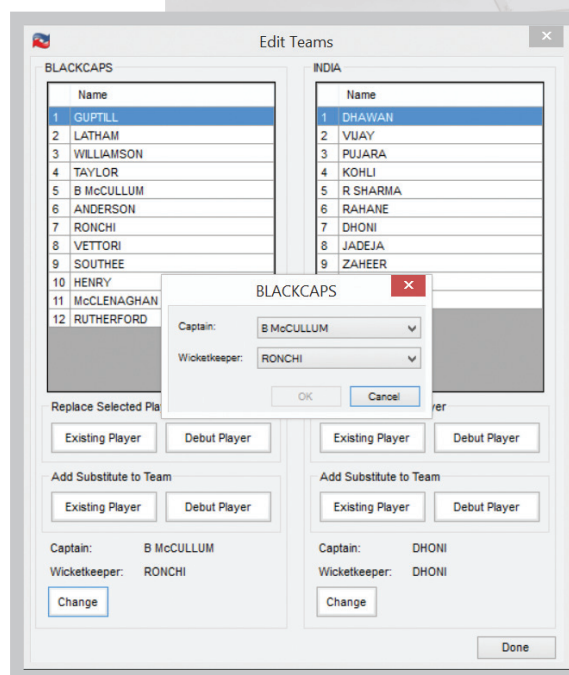 Edit Teams
BLACKCAPS
Name
1 GUPTILL
2 LATHAM
3 WILLIAMSON
4 TAYLOR
5 B McCULLUM
6 ANDERSON
7 RONCHI
8 VETTORI
9 SOUTHEE
10 HENRY
11 McCLENAGHAN
12 RUTHERFORD
Replace Selected Pla
Existing Player Debut Player
Add Substitute to Team
Existing Player Debut Player
Captain: B McCULLUM
Wicketkeeper: RONCHI
Change
INDIA
Name
1 DHAWAN
2 VIJAY
3 PUJARA
4 KOHLI
5 R SHARMA
6 RAHANE
7 DHONI
8 JADEJA
9 ZAHEER
yer
Existing Player Debut Player
Add Substitute to Team
Existing Player Debut Player
Captain: DHONI
Wicketkeeper: DHONI
Change
BLACKCAPS
Captain: B McCULLUM
Wicketkeeper: RONCHI
OK Cancel
Done